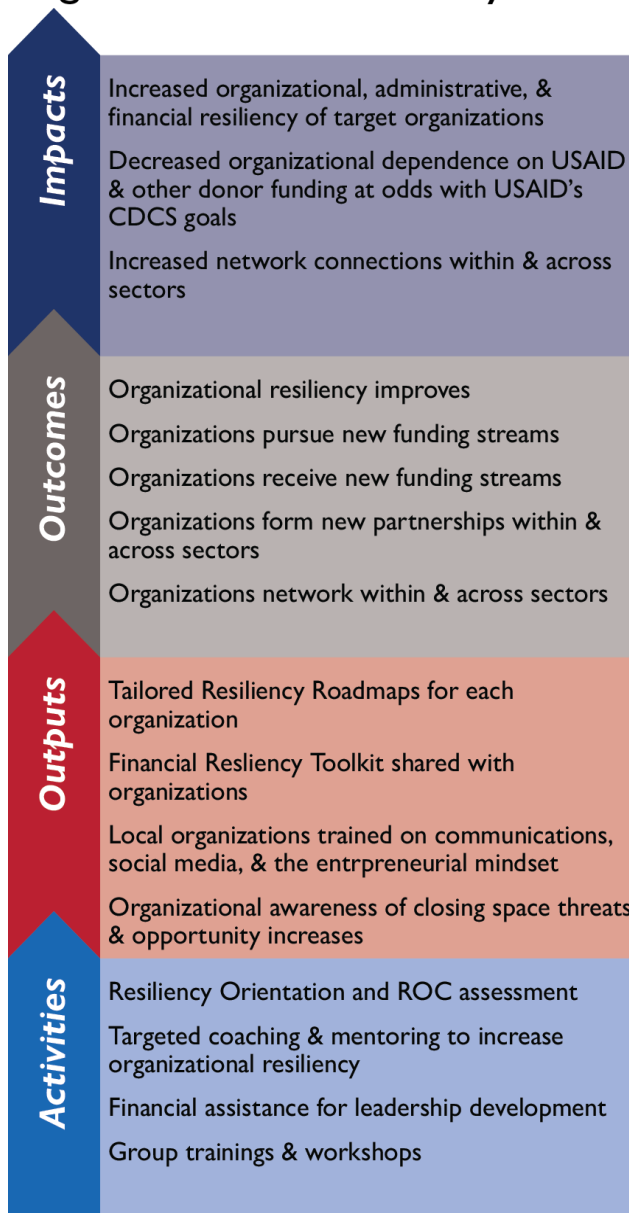 Impacts
Increased organizational, administrative, &
financial resiliency of target organizations
Decreased organizational dependence on USAID
& other donor funding at odds with USAID's
CDCS goals
Increased network connections within & across
sectors
Outcomes
Organizational resiliency improves
Organizations pursue new funding streams
Organizations receive new funding streams
Organizations form new partnerships within &
across sectors
Organizations network within & across sectors
Outputs
Tailored Resiliency Roadmaps for each
organization
Financial Resliency Toolkit shared with
organizations
Local organizations trained on communications,
social media, & the entrpreneurial mindset
Organizational awareness of closing space threats
& opportunity increases
Activities
Resiliency Orientation and ROC assessment
Targeted coaching & mentoring to increase
organizational resiliency
Financial assistance for leadership development
Group trainings & workshops